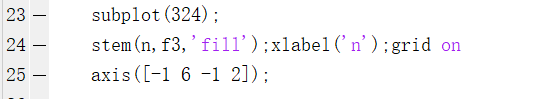 23 — subplot(324);
24 — stem(n,f3,'fill');xlabel('n');grid on
25 — axis([-1 6 -1 2]);